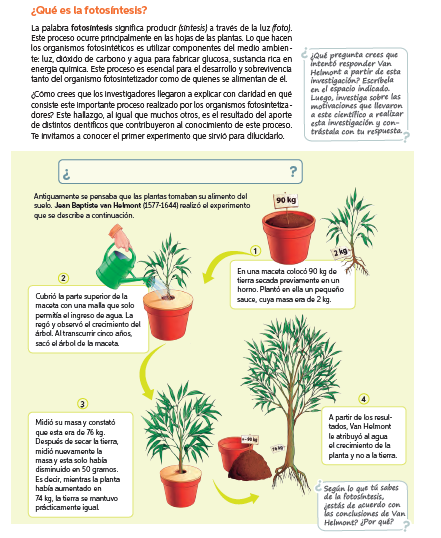 ¿Qué es la fotosíntesis?
La palabra fotosíntesis significa producir (síntesis) a través de la luz (foto).
Este proceso ocurre principalmente en las hojas de las plantas. Lo que hacen
los organismos fotosintéticos es utilizar componentes del medio ambien-
te: luz, dióxido de carbono y agua para fabricar glucosa, sustancia rica en
energía química. Este proceso es esencial para el desarrollo y sobrevivencia
tanto del organismo fotosintetizador como de quienes se alimentan de él.
¿Cómo crees que los investigadores llegaron a explicar con claridad en qué
consiste este importante proceso realizado por los organismos fotosintetiza-
dores? Este hallazgo, al igual que muchos otros, es el resultado del aporte
de distintos científicos que contribuyeron al conocimiento de este proceso.
Te invitamos a conocer el primer experimento que sirvió para dilucidarlo.
¿Qué pregunta crees que
intentó responder Van
Helmont a partir de esta
investigación? Escríbela
en el espacio indicado.
Luego, investiga sobre las
motivaciones que llevaron
a este científico a realizar
esta investigación y con-
trástala con tu respuesta.
?
¿ ?
Antiguamente se pensaba que las plantas tomaban su alimento del
suelo. Jean Baptiste van Helmont (1577-1644) realizó el experimento
que se describe a continuación.
90 kg
2 kg
1
En una maceta colocó 90 kg de
tierra secada previamente en un
horno. Plantó en ella un pequeño
sauce, cuya masa era de 2 kg.
2
Cubrió la parte superior de la
maceta con una malla que solo
permitía el ingreso de agua. La
regó y observó el crecimiento del
árbol. Al transcurrir cinco años,
sacó el árbol de la maceta.
3
Midió su masa y constató
que esta era de 76 kg.
Después de secar la tierra,
midió nuevamente la
masa y esta solo había
disminuido en 50 gramos.
Es decir, mientras la planta
había aumentado en
74 kg, la tierra se mantuvo
prácticamente igual.
90 kg
76 kg
4
A partir de los resul-
tados, Van Helmont
le atribuyó al agua
el crecimiento de la
planta y no a la tierra.
¿Según lo que tú sabes
de la fotosíntesis,
¿estás de acuerdo con
las conclusiones de Van
Helmont? ¿Por qué?
?